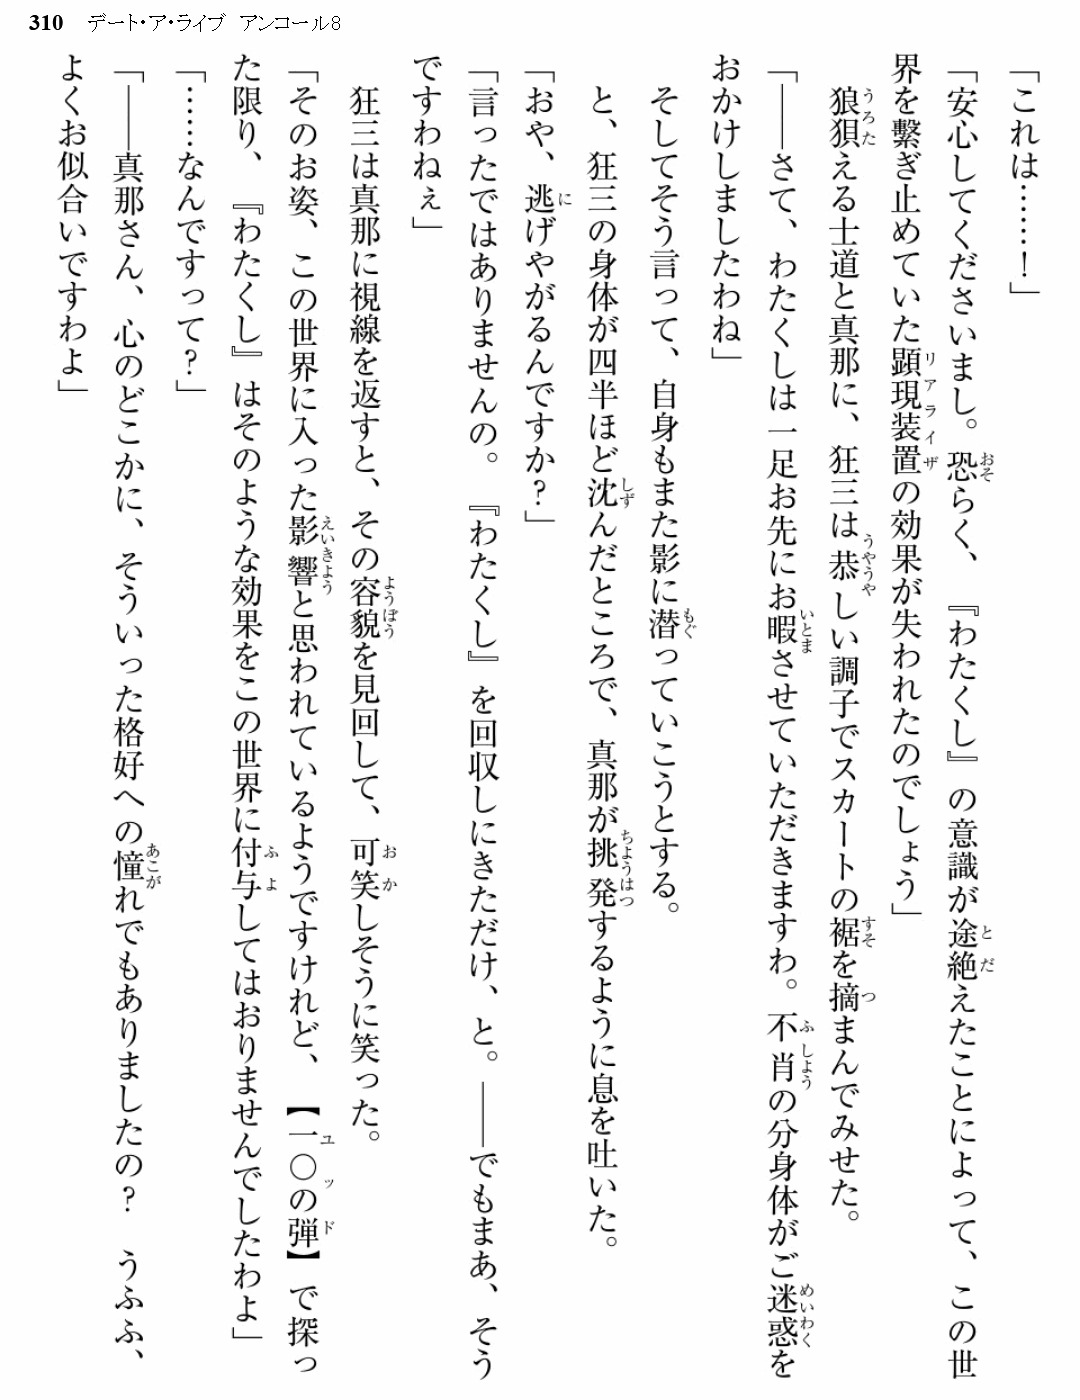 310 デート・ア・ライブ アンコール8
「これは……！」
「安心してくださいまし。恐らく、『わたくし』の意識が途絶えたことによって、この世
界を繋ぎ止めていた顕現装置の効果が失われたのでしょう」
狼狽える士道と真那に、狂三は恭しい調子でスカートの裾を摘まんでみせた。
「――さて、わたくしは一足お先にお暇させていただきますわ。不肖の分身体がご迷惑を
おかけしましたわね」
そしてそう言って、自身もまた影に潜っていこうとする。
と、狂三の身体が四半ほど沈んだところで、真那が挑発するように息を吐いた。
「おや、逃げやがるんですか？」
「言ったではありませんの。『わたくし』を回収しにきただけ、と。――でもまあ、そう
ですわねぇ」
狂三は真那に視線を返すと、その容貌を見回して、可笑しそうに笑った。
「そのお姿、この世界に入った影響と思われているようですけれど、【一〇の弾】で探っ
た限り、『わたくし』はそのような効果をこの世界に付与してはおりませんでしたわよ」
「……なんですって？」
「――真那さん、心のどこかに、そういった格好への憧れでもありましたの？　うふふ、
よくお似合いですわよ」